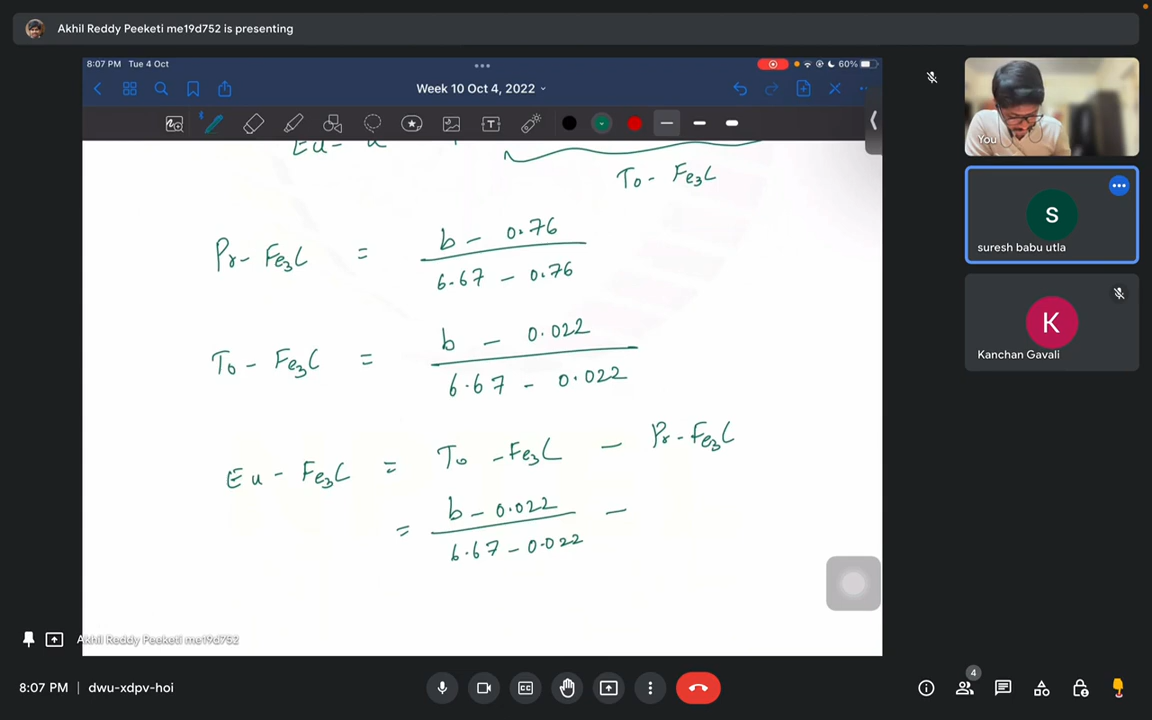 Akhil Reddy Peeketi me19d752 is presenting
8:07 PM Tue 4 Oct
60%
Week 10 Oct 4, 2022
Eu-
To - Fe3C
Pr - Fe3C = b - 0.76 / 6.67 - 0.76
To - Fe3C = b - 0.022 / 6.67 - 0.022
Eu - Fe3C = To - Fe3C - Pr - Fe3C
= b - 0.022 / 6.67 - 0.022 -
You
S
suresh babu utla
K
Kanchan Gavali
Akhil Reddy Peeketi me19d752
8:07 PM | dwu-xdpv-hoi
CC
4